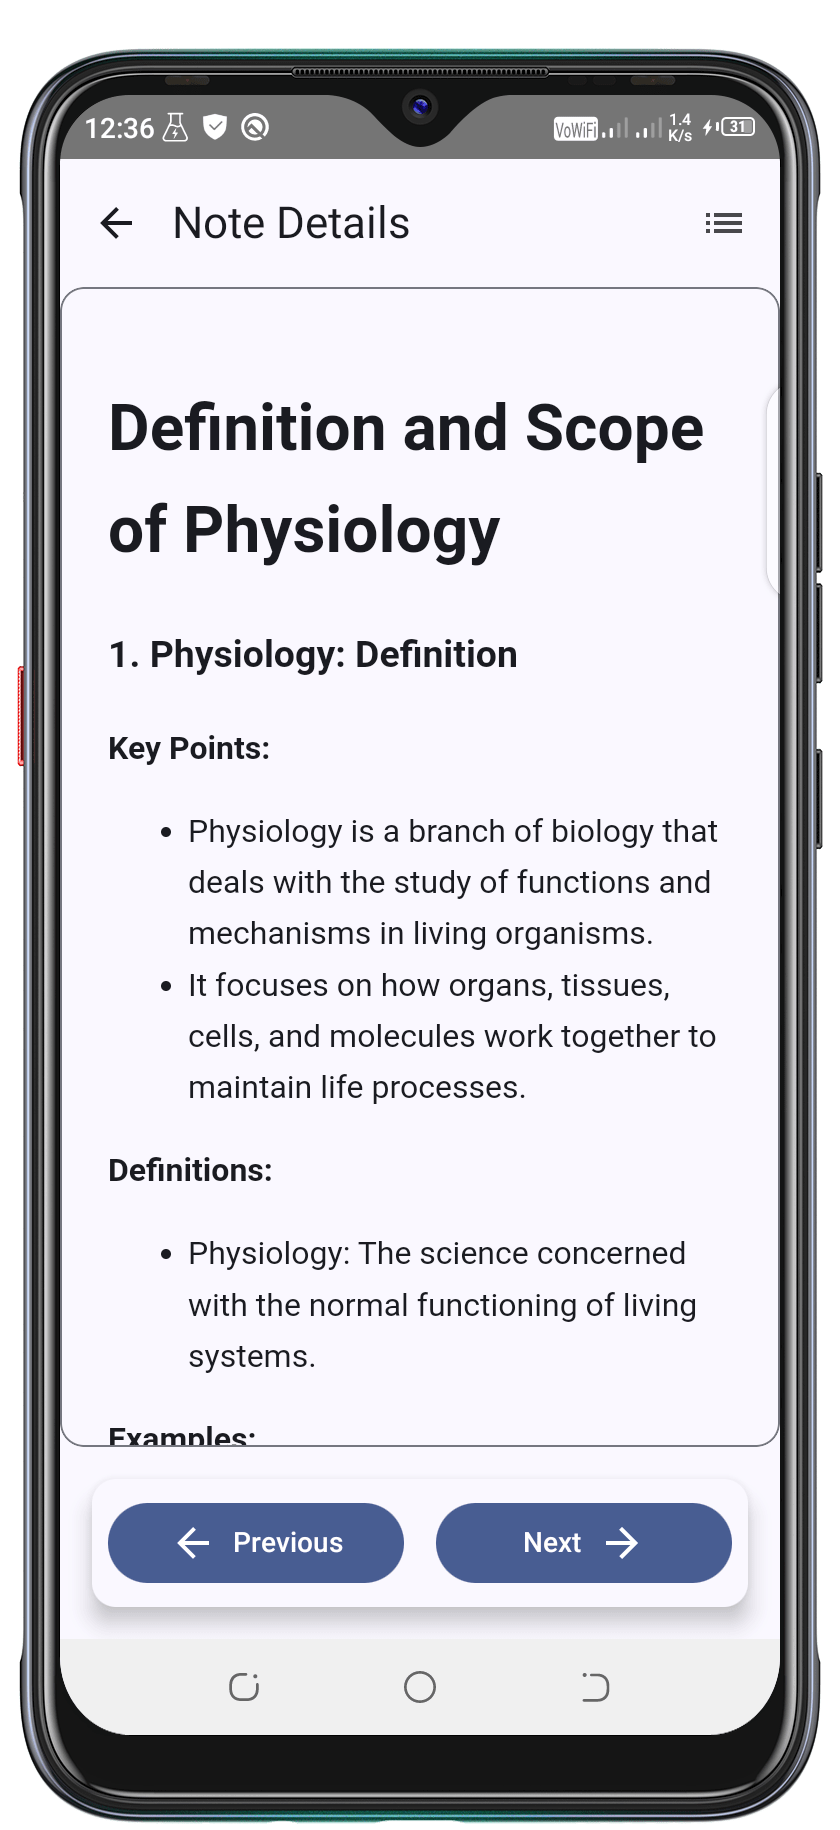 12:36
VoWiFi
1.4
K/s
31
Note Details
Definition and Scope
of Physiology
1. Physiology: Definition
Key Points:
• Physiology is a branch of biology that
deals with the study of functions and
mechanisms in living organisms.
• It focuses on how organs, tissues,
cells, and molecules work together to
maintain life processes.
Definitions:
• Physiology: The science concerned
with the normal functioning of living
systems.
Examples:
Previous
Next